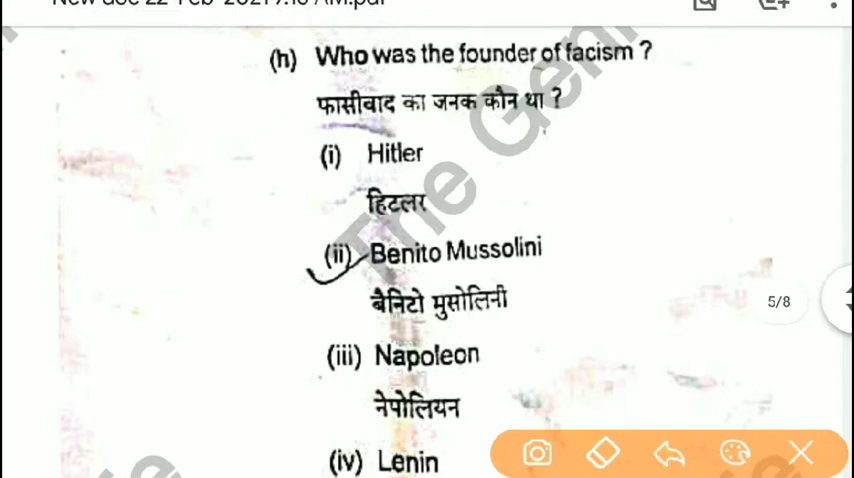 (h) Who was the founder of facism ?
फासीवाद का जनक कौन था ?
(i) Hitler
हिटलर
(ii) Benito Mussolini
बैनिटो मुसोलिनी
5/8
(iii) Napoleon
नेपोलियन
(iv) Lenin